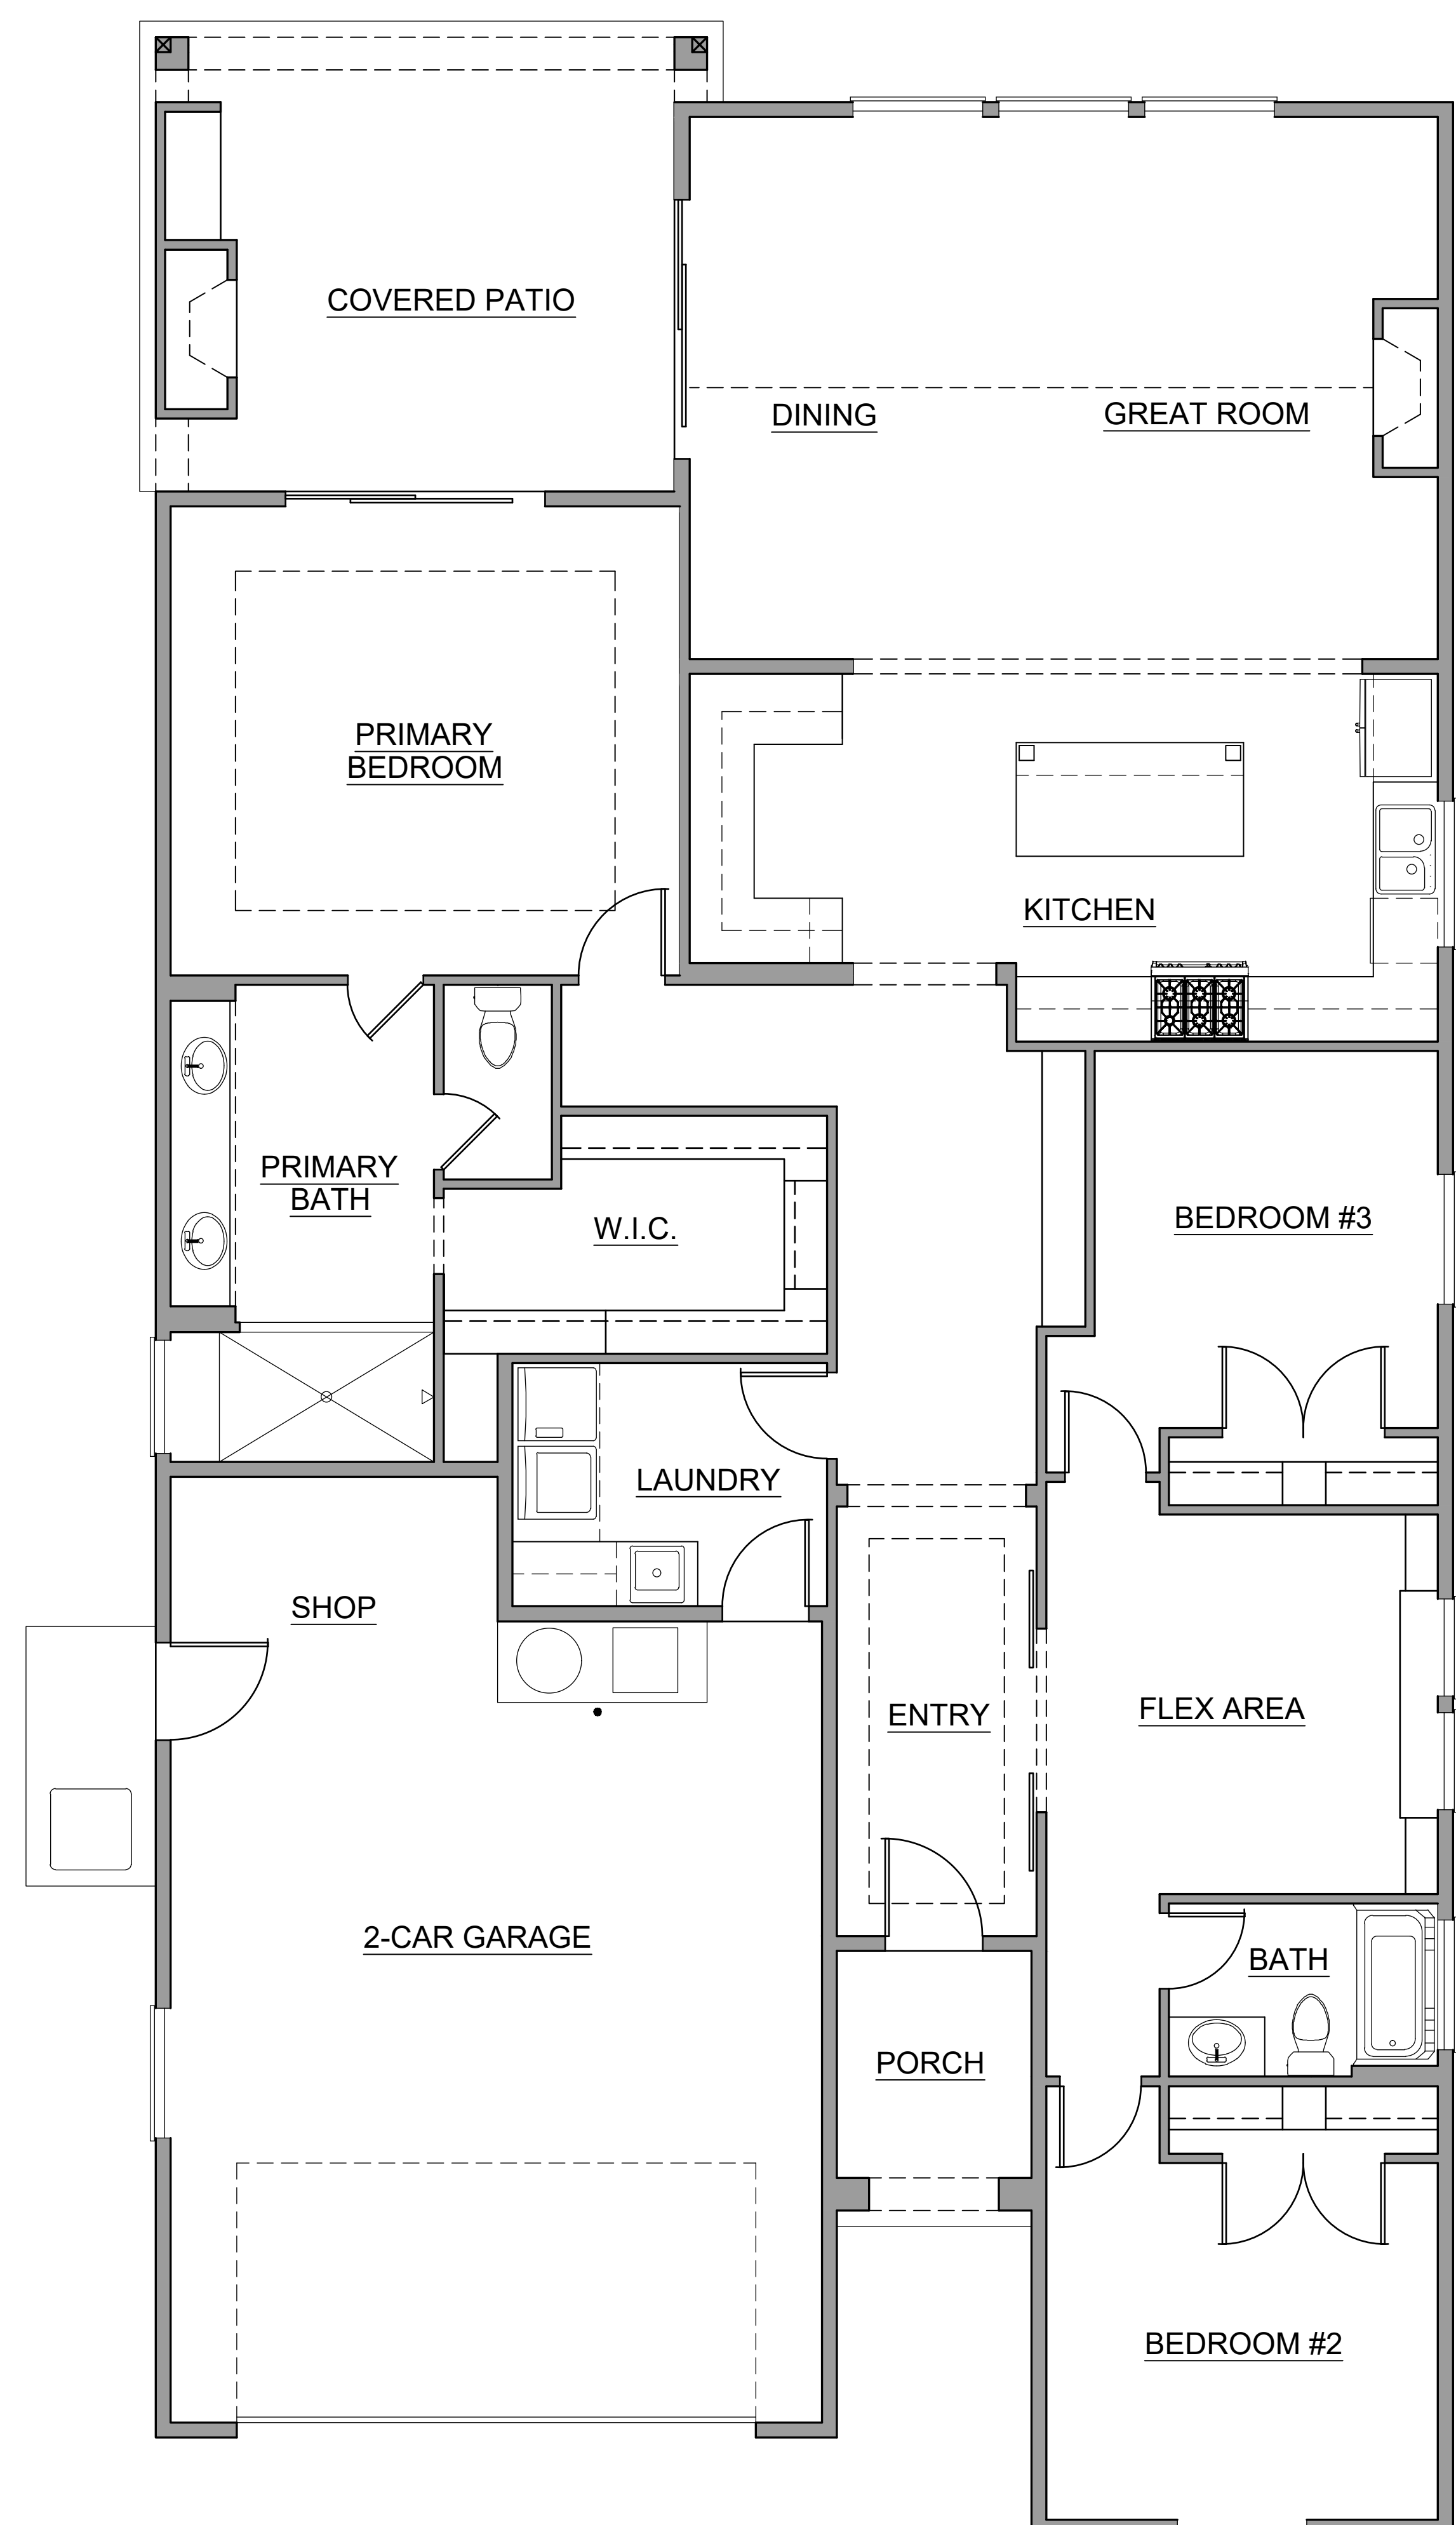 COVERED PATIO
DINING
GREAT ROOM
PRIMARY
BEDROOM
KITCHEN
PRIMARY
BATH
W.I.C.
BEDROOM #3
LAUNDRY
SHOP
ENTRY
FLEX AREA
2-CAR GARAGE
BATH
PORCH
BEDROOM #2